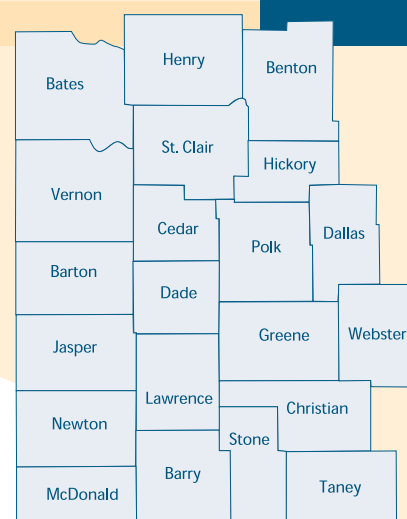 Henry
Benton
Bates
St. Clair
Hickory
Vernon
Cedar
Dallas
Polk
Barton
Dade
Greene
Webster
Jasper
Lawrence
Christian
Newton
Stone
Barry
Taney
McDonald